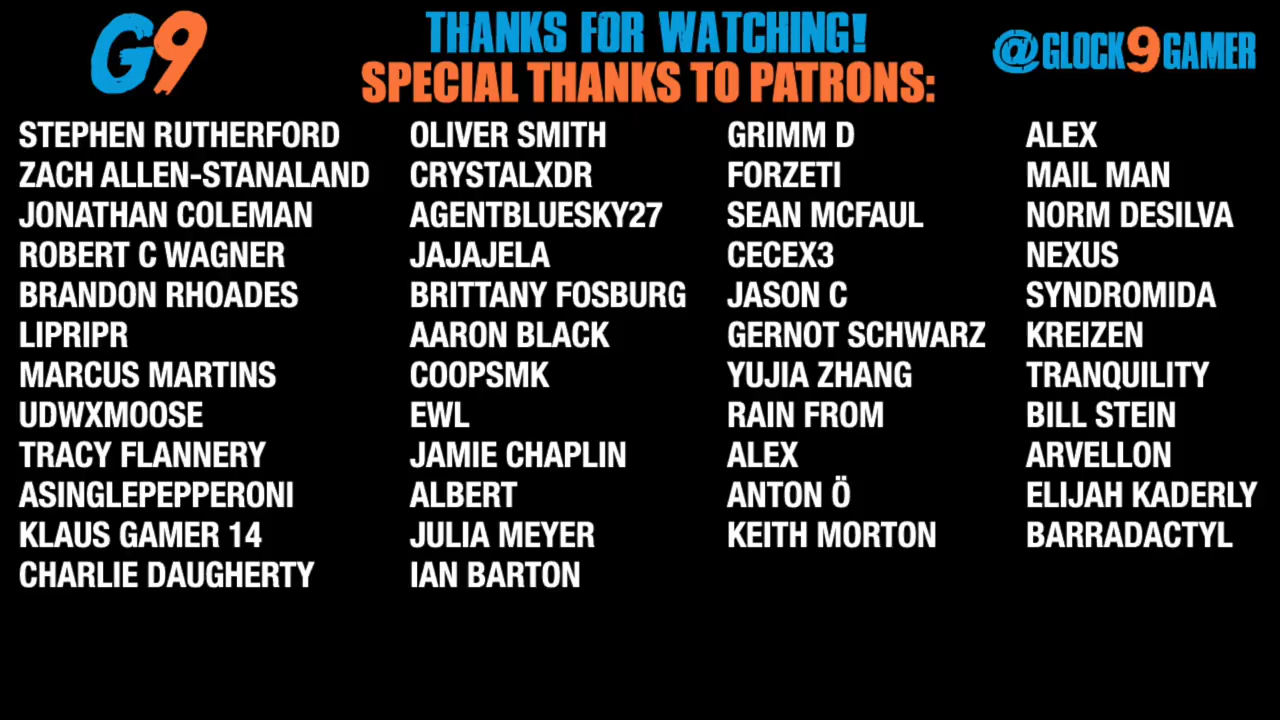 G9
THANKS FOR WATCHING!
SPECIAL THANKS TO PATRONS:
@GLOCK9GAMER
STEPHEN RUTHERFORD
ZACH ALLEN-STANALAND
JONATHAN COLEMAN
ROBERT C WAGNER
BRANDON RHOADES
LIPRIPR
MARCUS MARTINS
UDWXMOOSE
TRACY FLANNERY
ASINGLEPEPPERONI
KLAUS GAMER 14
CHARLIE DAUGHERTY
OLIVER SMITH
CRYSTALXDR
AGENTBLUESKY27
JAJAJELA
BRITTANY FOSBURG
AARON BLACK
COOPSMK
EWL
JAMIE CHAPLIN
ALBERT
JULIA MEYER
IAN BARTON
GRIMM D
FORZETI
SEAN MCFAUL
CECEX3
JASON C
GERNOT SCHWARZ
YUJIA ZHANG
RAIN FROM
ALEX
ANTON Ö
KEITH MORTON
ALEX
MAIL MAN
NORM DESILVA
NEXUS
SYNDROMIDA
KREIZEN
TRANQUILITY
BILL STEIN
ARVELLON
ELIJAH KADERLY
BARRADACTYL